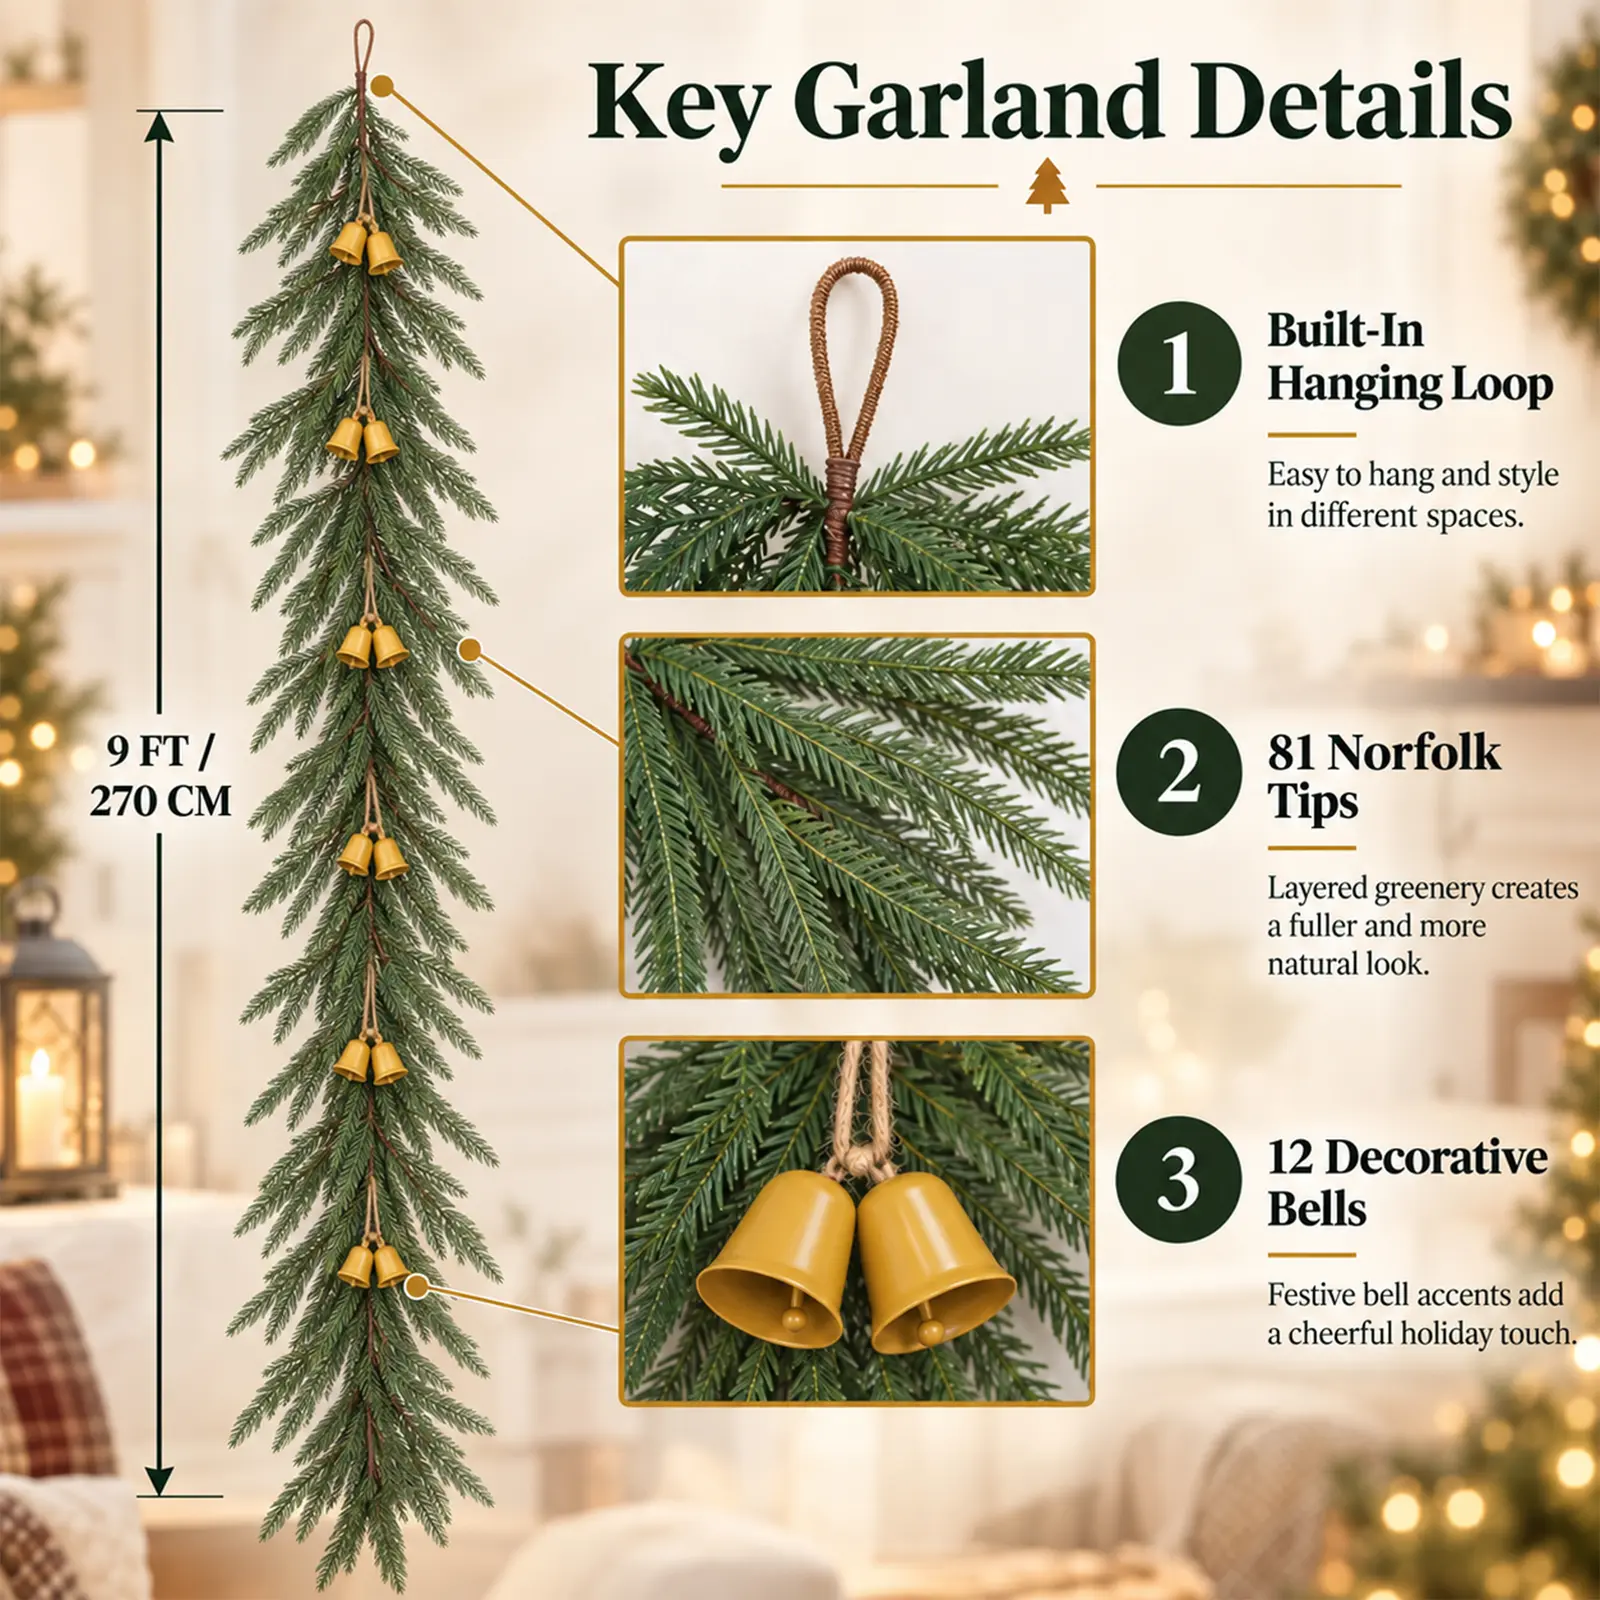 Key Garland Details
1
Built-In
Hanging Loop
Easy to hang and style
in different spaces.
9 FT /
270 CM
2
81 Norfolk
Tips
Layered greenery creates
a fuller and more
natural look.
3
12 Decorative
Bells
Festive bell accents add
a cheerful holiday touch.